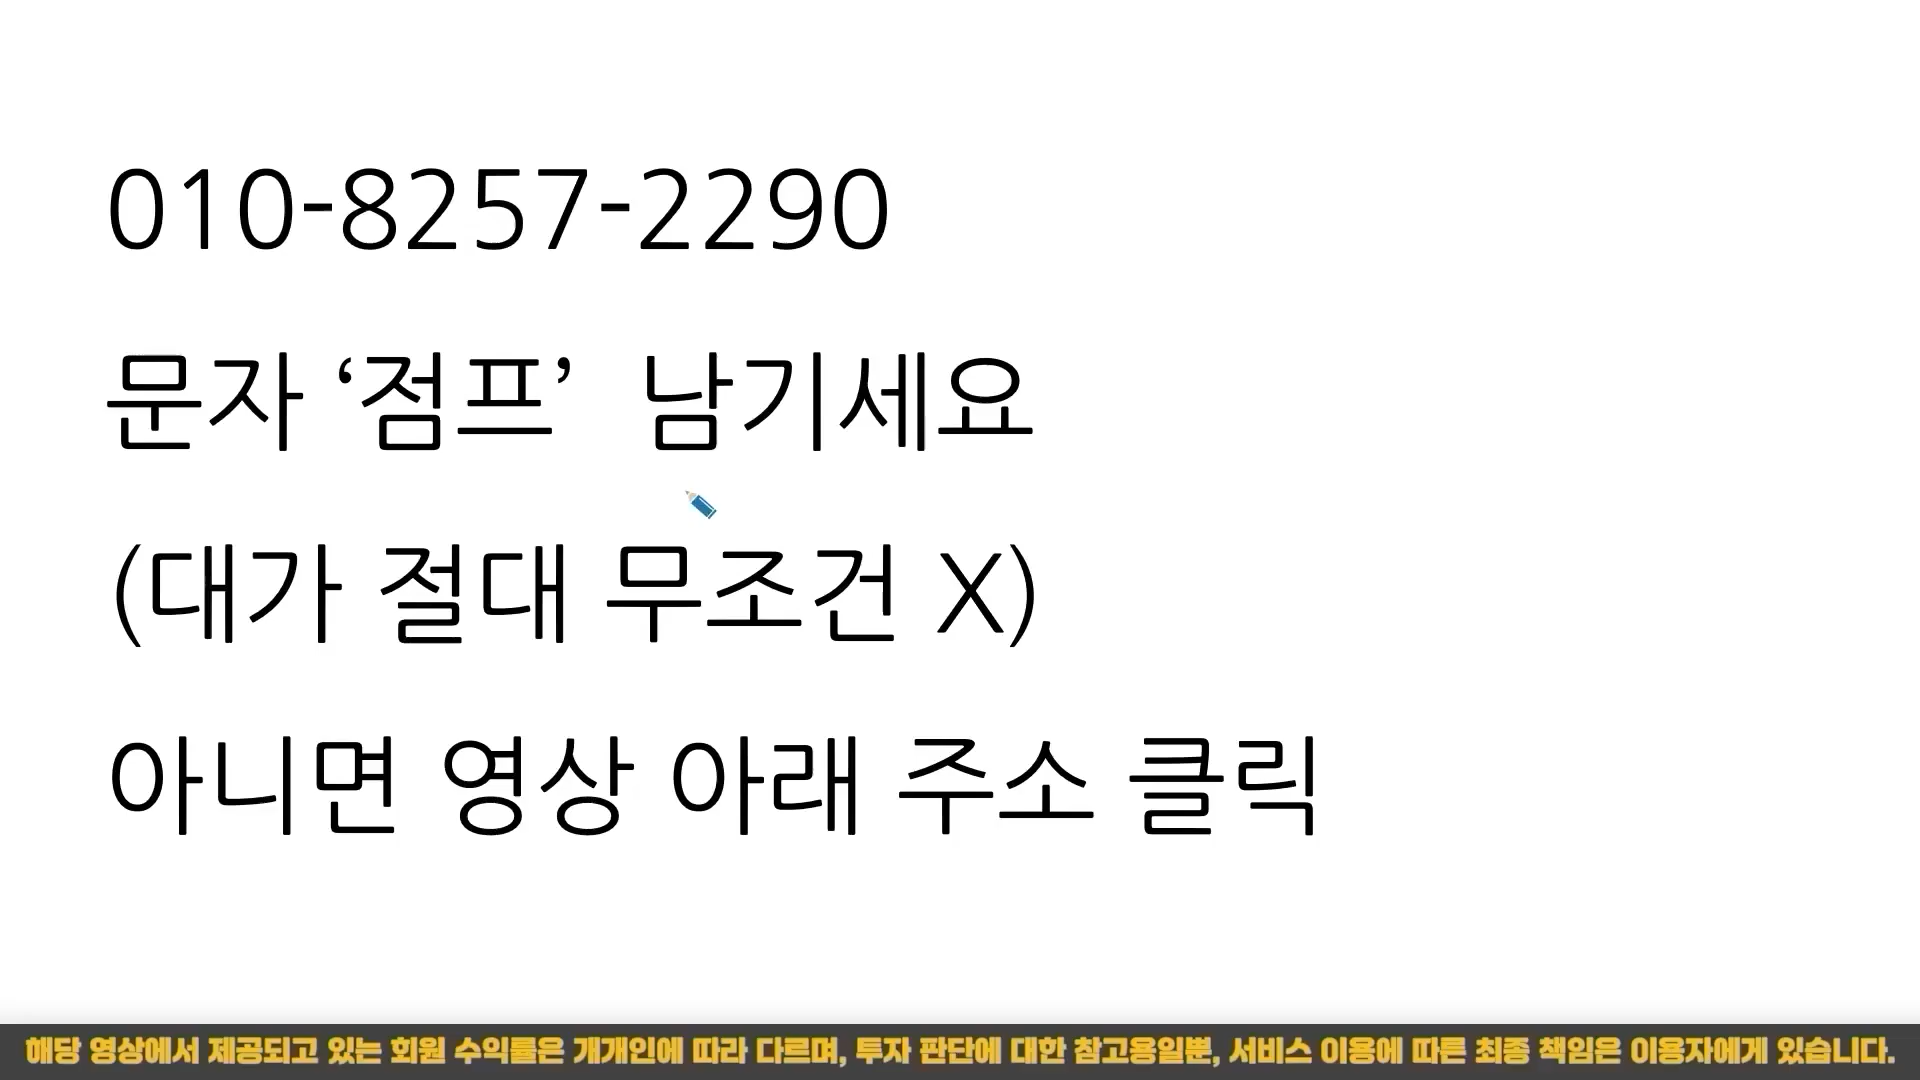 010-8257-2290
문자 ‘점프’ 남기세요
(대가 절대 무조건 X)
아니면 영상 아래 주소 클릭
해당 영상에서 제공되고 있는 회원 수익률은 개개인에 따라 다르며, 투자 판단에 대한 참고용일뿐, 서비스 이용에 따른 최종 책임은 이용자에게 있습니다.